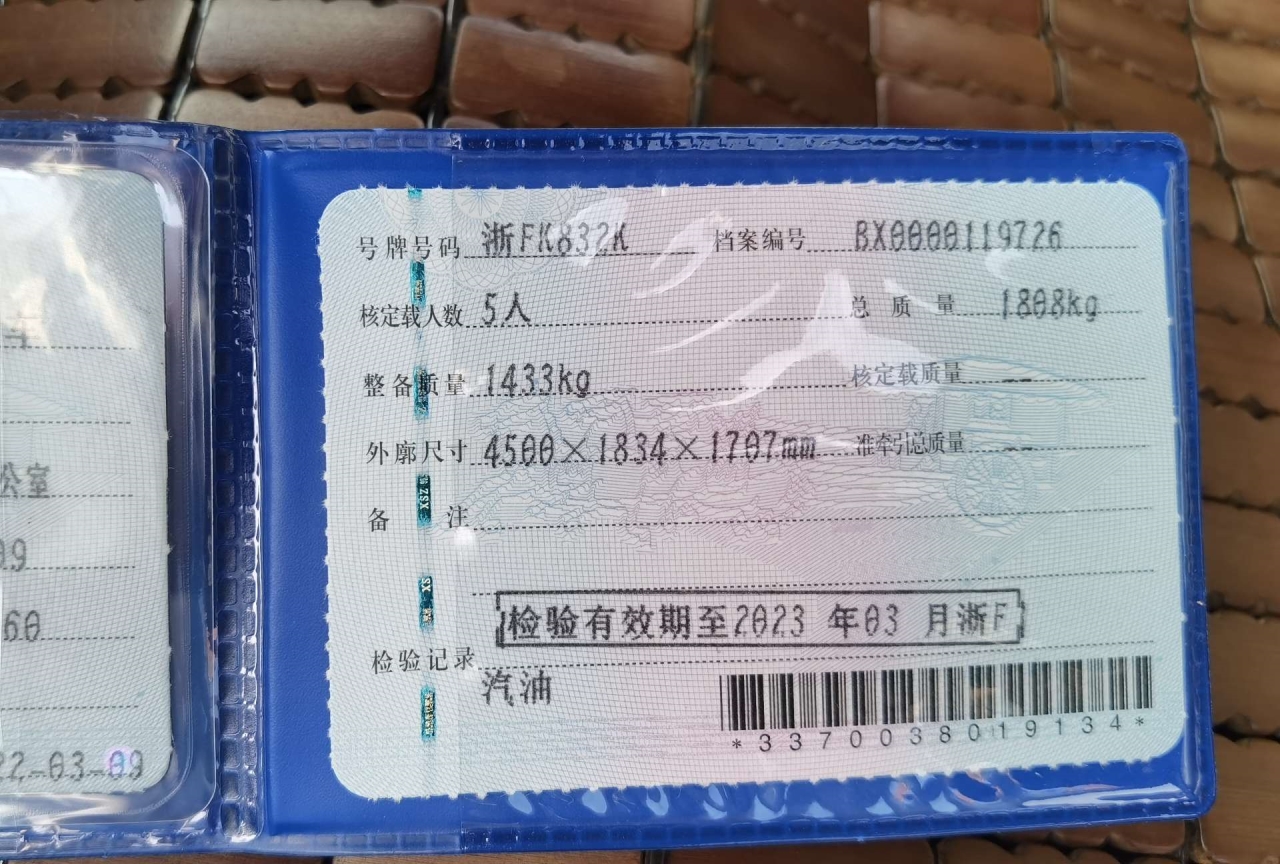 公室
09
60
22-03-09
号牌号码 浙FK832K 档案编号 BX0000119726
核定载人数 5人 总质量 1808kg
整备质量 1433kg 核定载质量 --
外廓尺寸 4500×1834×1707mm 准牵引总质量 --
备注
检验有效期至2023 年03 月浙F
检验记录
汽油
*3370038019134*